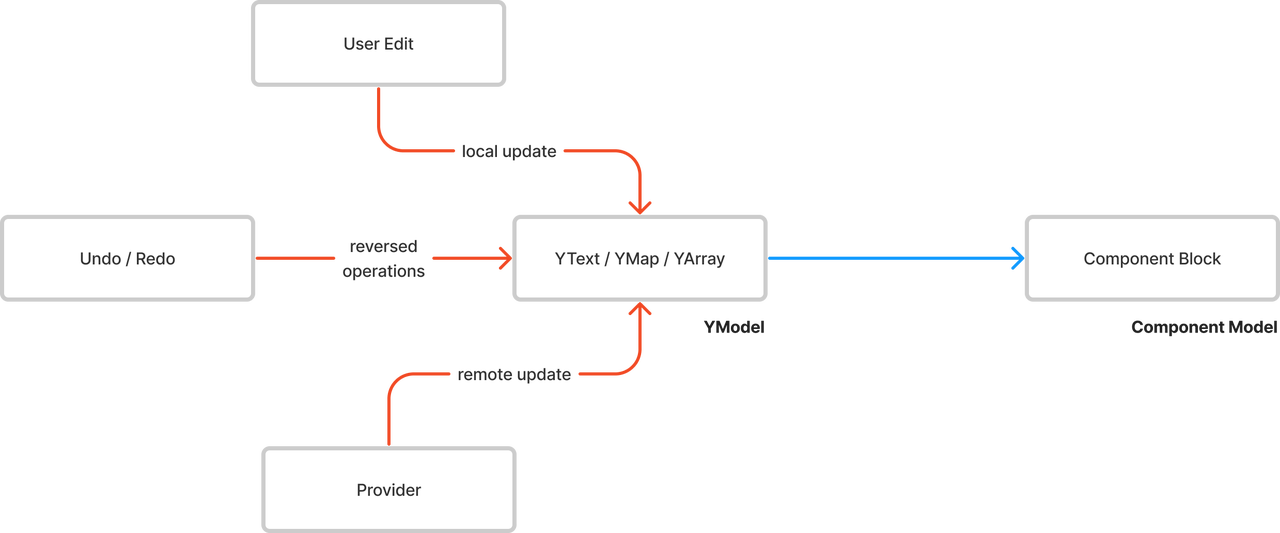 User Edit
local update
Undo / Redo
reversed
operations
YText / YMap / YArray
Component Block
YModel
Component Model
remote update
Provider